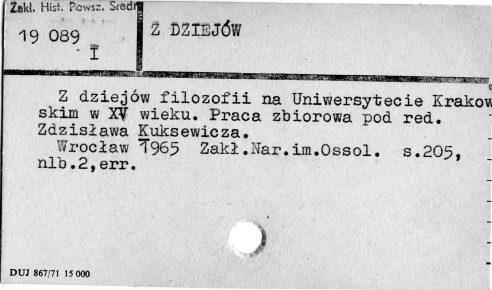 Zakł. Hist. Powsz. Średn
19 089
I
Z DZIEJÓW
Z dziejów filozofii na Uniwersytecie Krakow
skim w XV wieku. Praca zbiorowa pod red.
Zdzisława Kuksewicza.
Wrocław 1965 Zakł.Nar.im.Ossol. s.205,
nlb.2,err.
DUJ 867/71 15 000